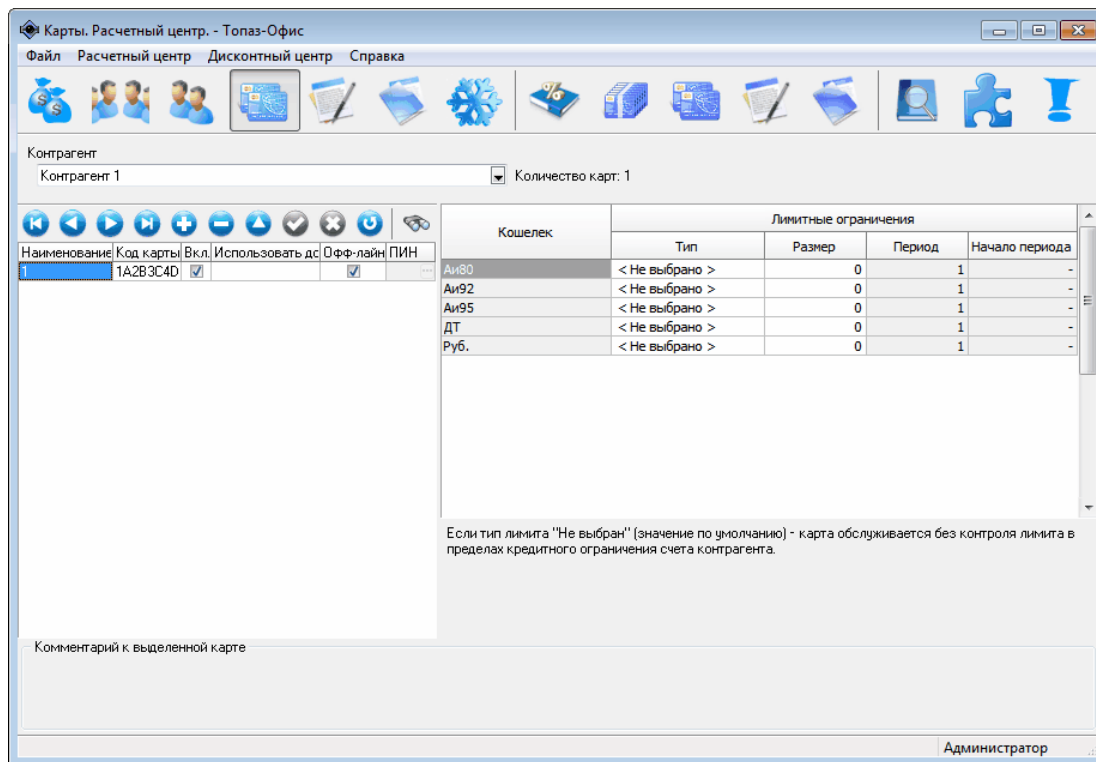 Карты. Расчетный центр. - Топаз-Офис
Файл Расчетный центр Дисконтный центр Справка
Контрагент
Контрагент 1 Количество карт: 1
Наименование Код карты Вкл. Использовать дс Офф-лайн ПИН
1 1A2B3C4D ...
Кошелек Лимитные ограничения
Тип Размер Период Начало периода
Аи80 < Не выбрано > 0 1 -
Аи92 < Не выбрано > 0 1 -
Аи95 < Не выбрано > 0 1 -
ДТ < Не выбрано > 0 1 -
Руб. < Не выбрано > 0 1 -
Если тип лимита "Не выбран" (значение по умолчанию) - карта обслуживается без контроля лимита в
пределах кредитного ограничения счета контрагента.
Комментарий к выделенной карте
Администратор